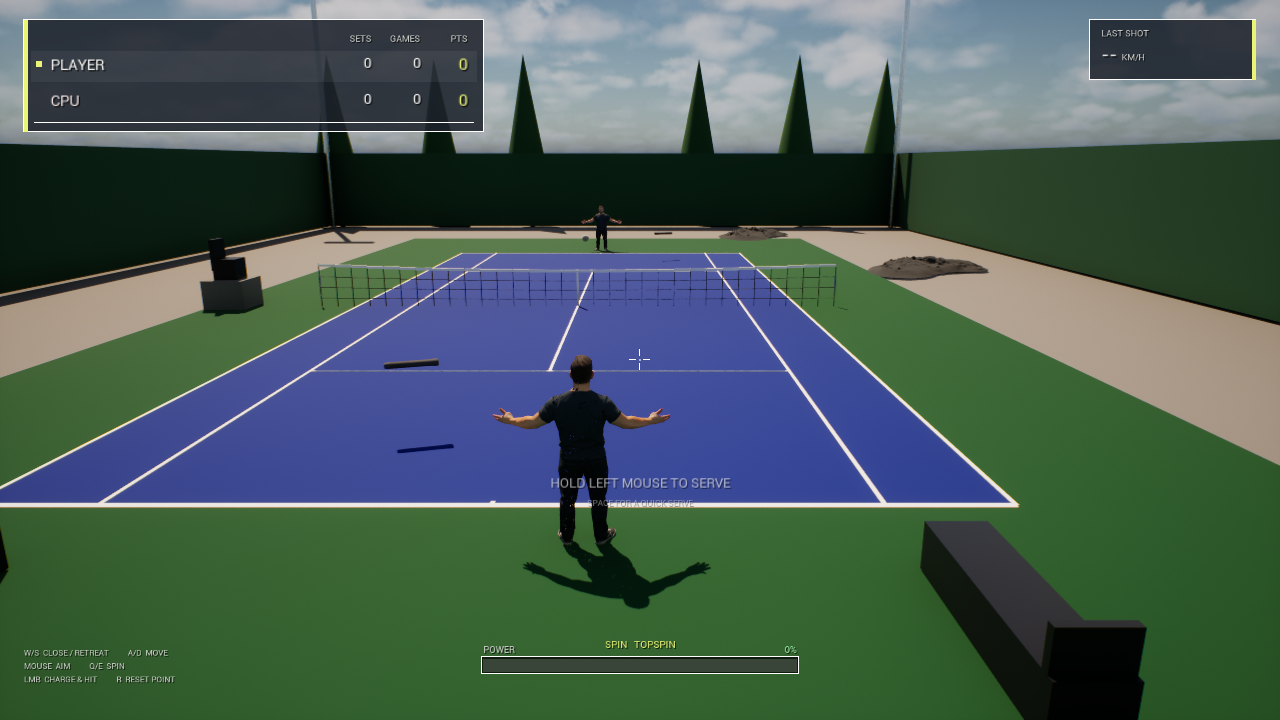 SETS GAMES PTS
PLAYER 0 0 0
CPU 0 0 0
LAST SHOT
-- KM/H
HOLD LEFT MOUSE TO SERVE
SPACE FOR A QUICK SERVE
SPIN TOPSPIN
POWER 0%
W/S CLOSE / RETREAT A/D MOVE
MOUSE AIM Q/E SPIN
LMB CHARGE & HIT R RESET POINT